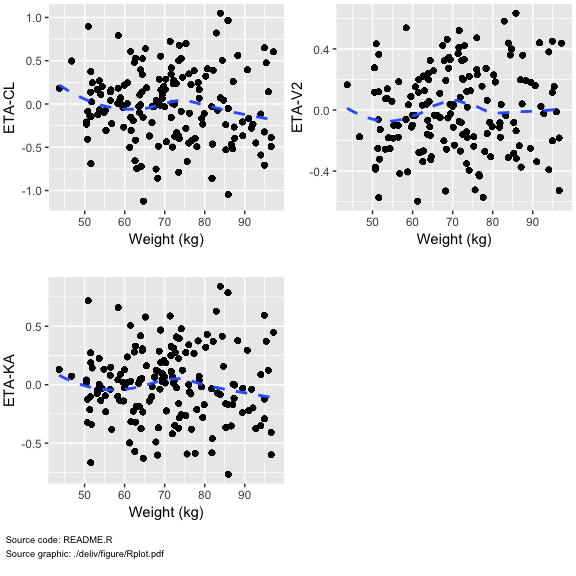 1.0
0.5
0.0
-0.5
-1.0
ETA-CL
50 60 70 80 90
Weight (kg)
0.4
0.0
-0.4
ETA-V2
50 60 70 80 90
Weight (kg)
0.5
0.0
-0.5
ETA-KA
50 60 70 80 90
Weight (kg)
Source code: README.R
Source graphic: ./deliv/figure/Rplot.pdf